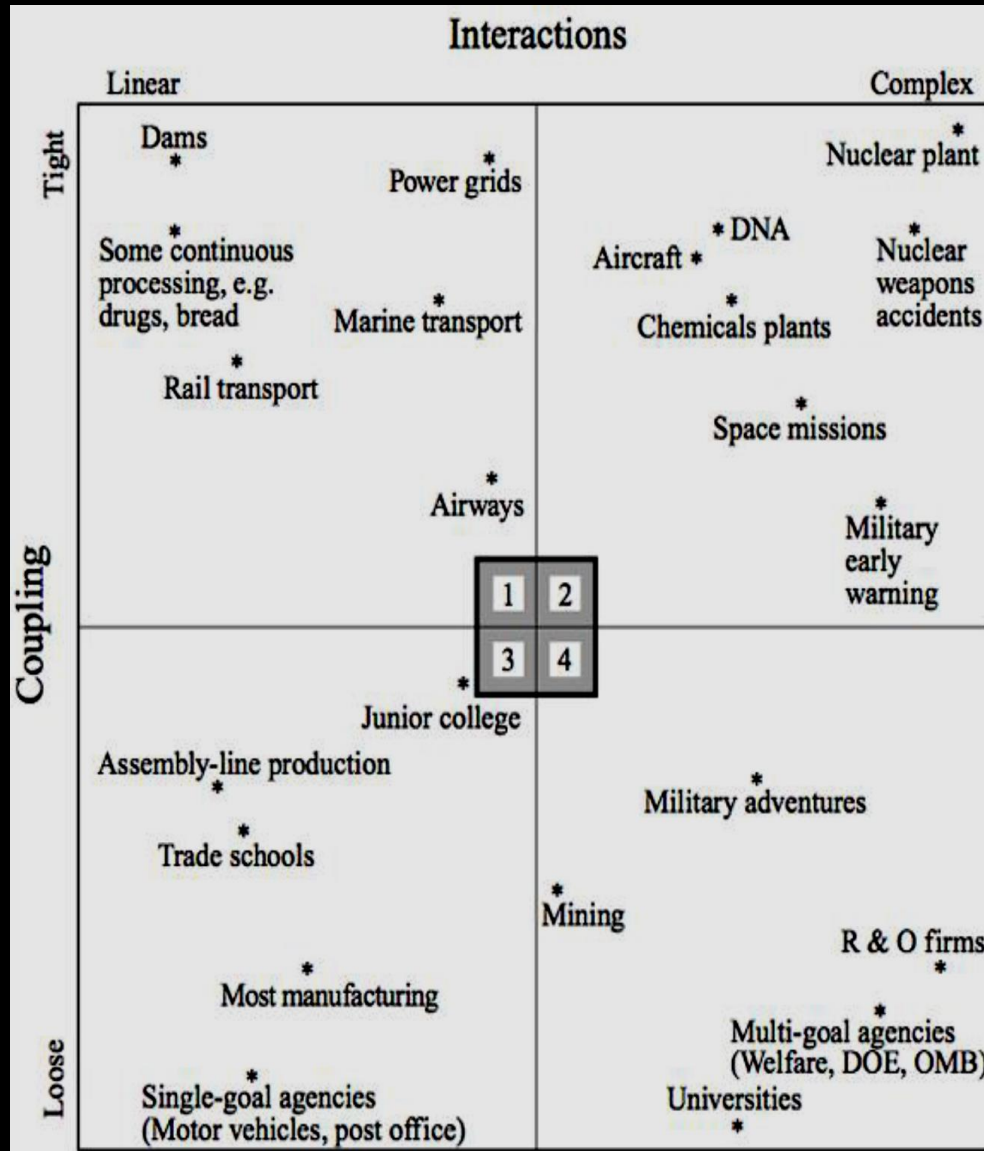 Interactions
Linear
Complex
Tight
Coupling
Loose
Dams
Power grids
Some continuous
processing, e.g.
drugs, bread
Marine transport
Rail transport
Airways
Nuclear plant
DNA
Aircraft
Nuclear
weapons
accidents
Chemicals plants
Space missions
Military
early
warning
1 2
3 4
Junior college
Assembly-line production
Trade schools
Most manufacturing
Single-goal agencies
(Motor vehicles, post office)
Military adventures
Mining
R & O firms
Multi-goal agencies
(Welfare, DOE, OMB)
Universities